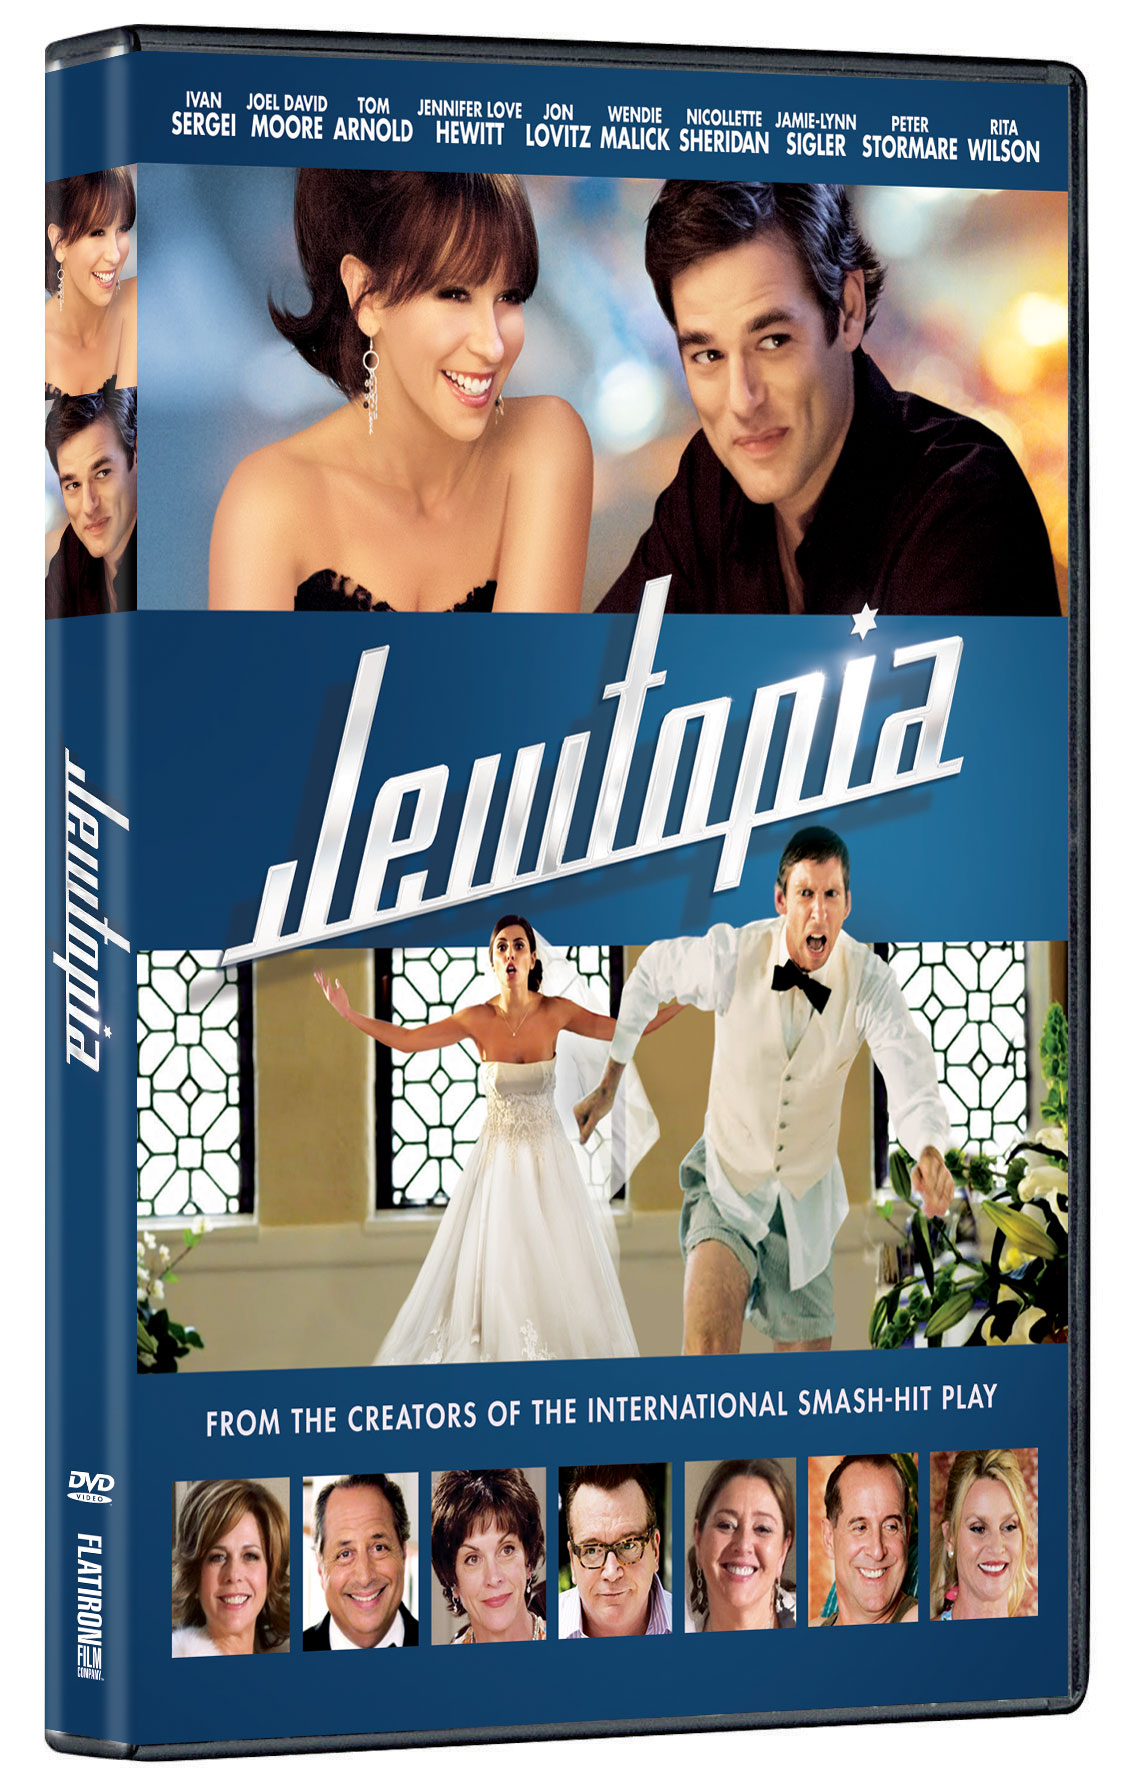 IVAN SERGEI
JOEL DAVID MOORE
TOM ARNOLD
JENNIFER LOVE HEWITT
JON LOVITZ
WENDIE MALICK
NICOLLETTE SHERIDAN
JAMIE-LYNN SIGLER
PETER STORMARE
RITA WILSON
Jewtopia
FROM THE CREATORS OF THE INTERNATIONAL SMASH-HIT PLAY
Jewtopia
DVD
VIDEO
FLATIRON
FILM
COMPANY